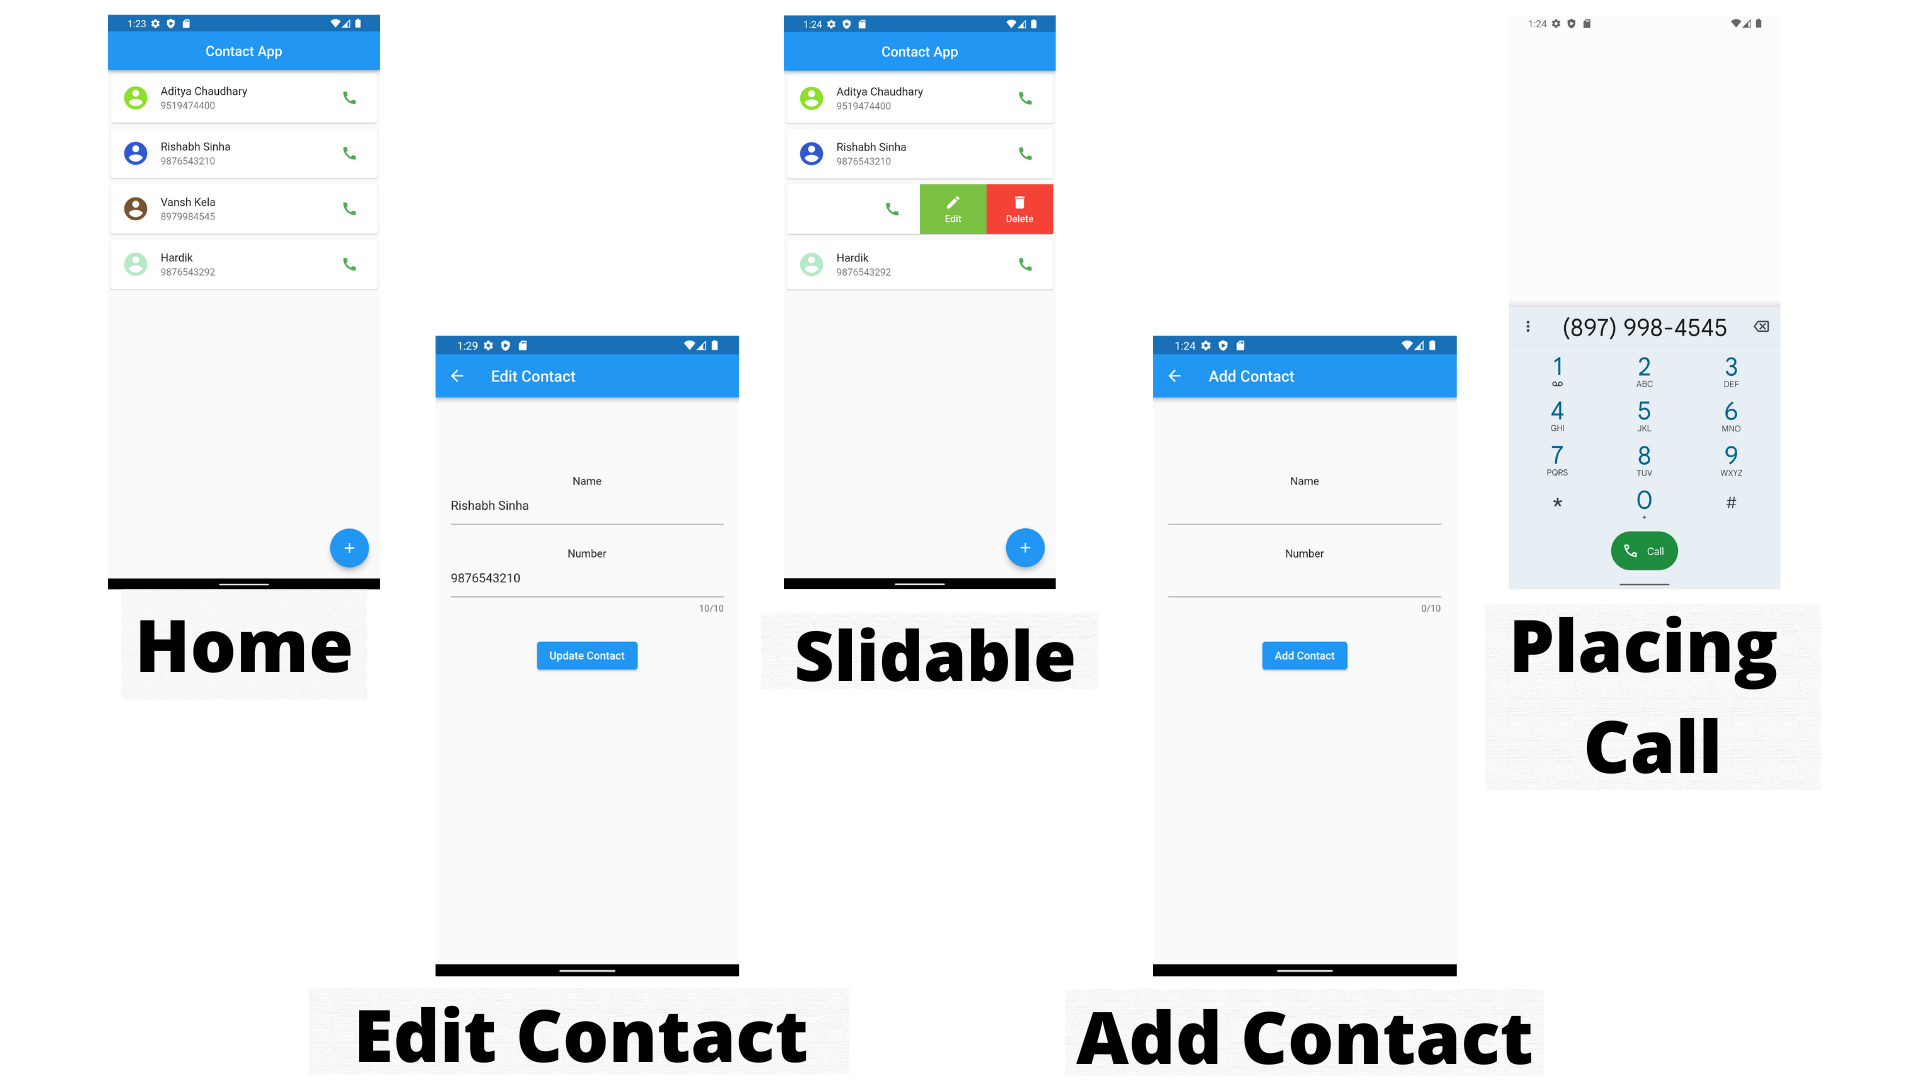 1:23
Contact App
Aditya Chaudhary
9519474400
Rishabh Sinha
9876543210
Vansh Kela
8979984545
Hardik
9876543292
+
Home
1:29
Edit Contact
Name
Rishabh Sinha
Number
9876543210
10/10
Update Contact
Edit Contact
1:24
Contact App
Aditya Chaudhary
9519474400
Rishabh Sinha
9876543210
Edit
Delete
Hardik
9876543292
+
Slidable
1:24
Add Contact
Name
Number
0/10
Add Contact
Add Contact
1:24
(897) 998-4545
1 2 3
ABC DEF
4 5 6
GHI JKL MNO
7 8 9
PQRS TUV WXYZ
* 0 #
+
Call
Placing
Call